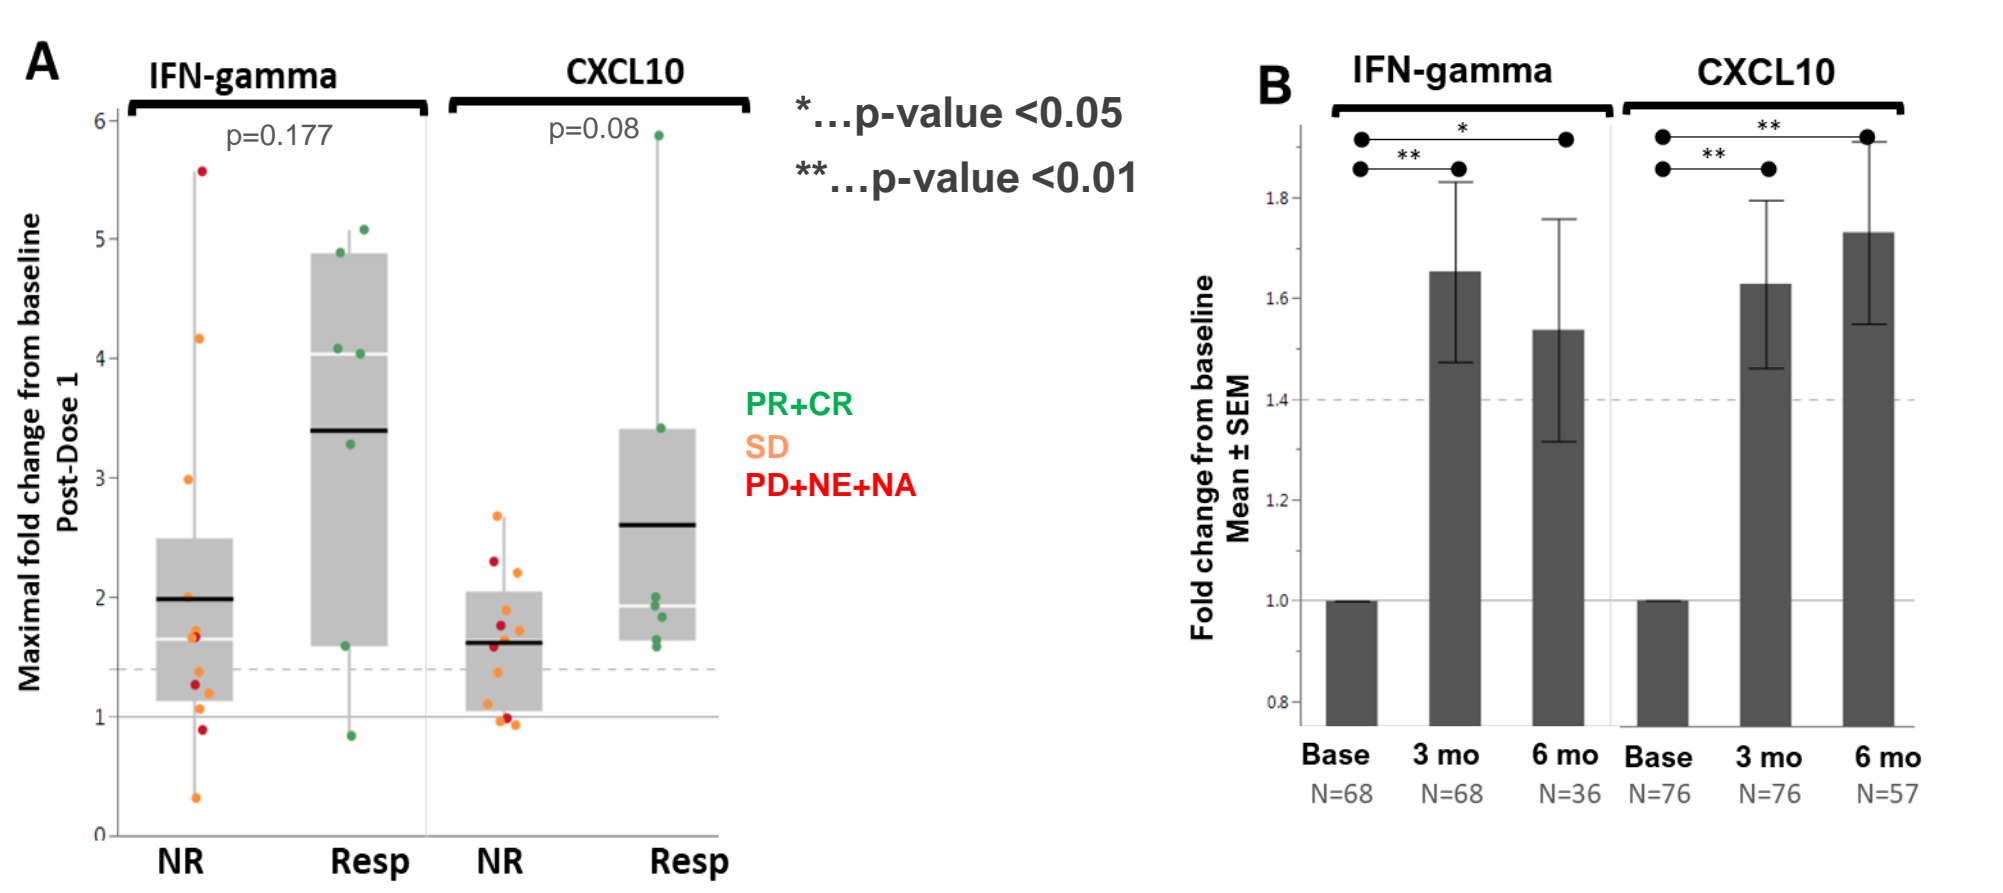 A
IFN-gamma
CXCL10
p=0.177
p=0.08
*...p-value <0.05
**...p-value <0.01
Maximal fold change from baseline
Post-Dose 1
6
5
4
3
2
1
0
NR
Resp
NR
Resp
PR+CR
SD
PD+NE+NA
B
IFN-gamma
CXCL10
*
**
**
**
Fold change from baseline
Mean ± SEM
1.8
1.6
1.4
1.2
1.0
0.8
Base
3 mo
6 mo
Base
3 mo
6 mo
N=68
N=68
N=36
N=76
N=76
N=57